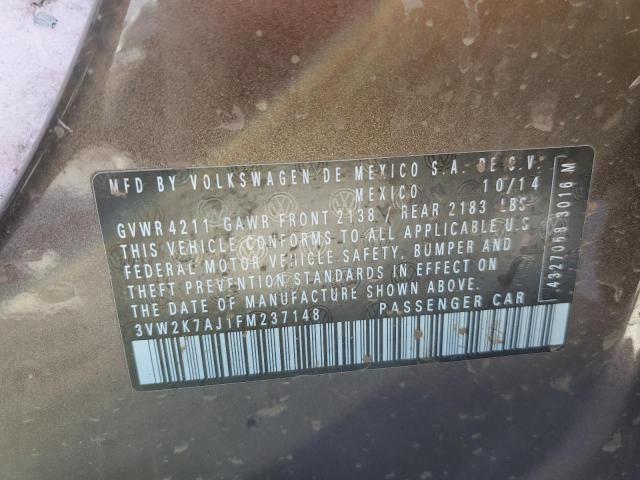 MFD BY VOLKSWAGEN DE MEXICO S.A. DE C.V.
MEXICO 10/14
GVWR 4211 GAWR FRONT 2138 / REAR 2183 LBS
THIS VEHICLE CONFORMS TO ALL APPLICABLE U.S.
FEDERAL MOTOR VEHICLE SAFETY, BUMPER AND
THEFT PREVENTION STANDARDS IN EFFECT ON
THE DATE OF MANUFACTURE SHOWN ABOVE.
3VW2K7AJ1FM237148 PASSENGER CAR
4327068 3016 M